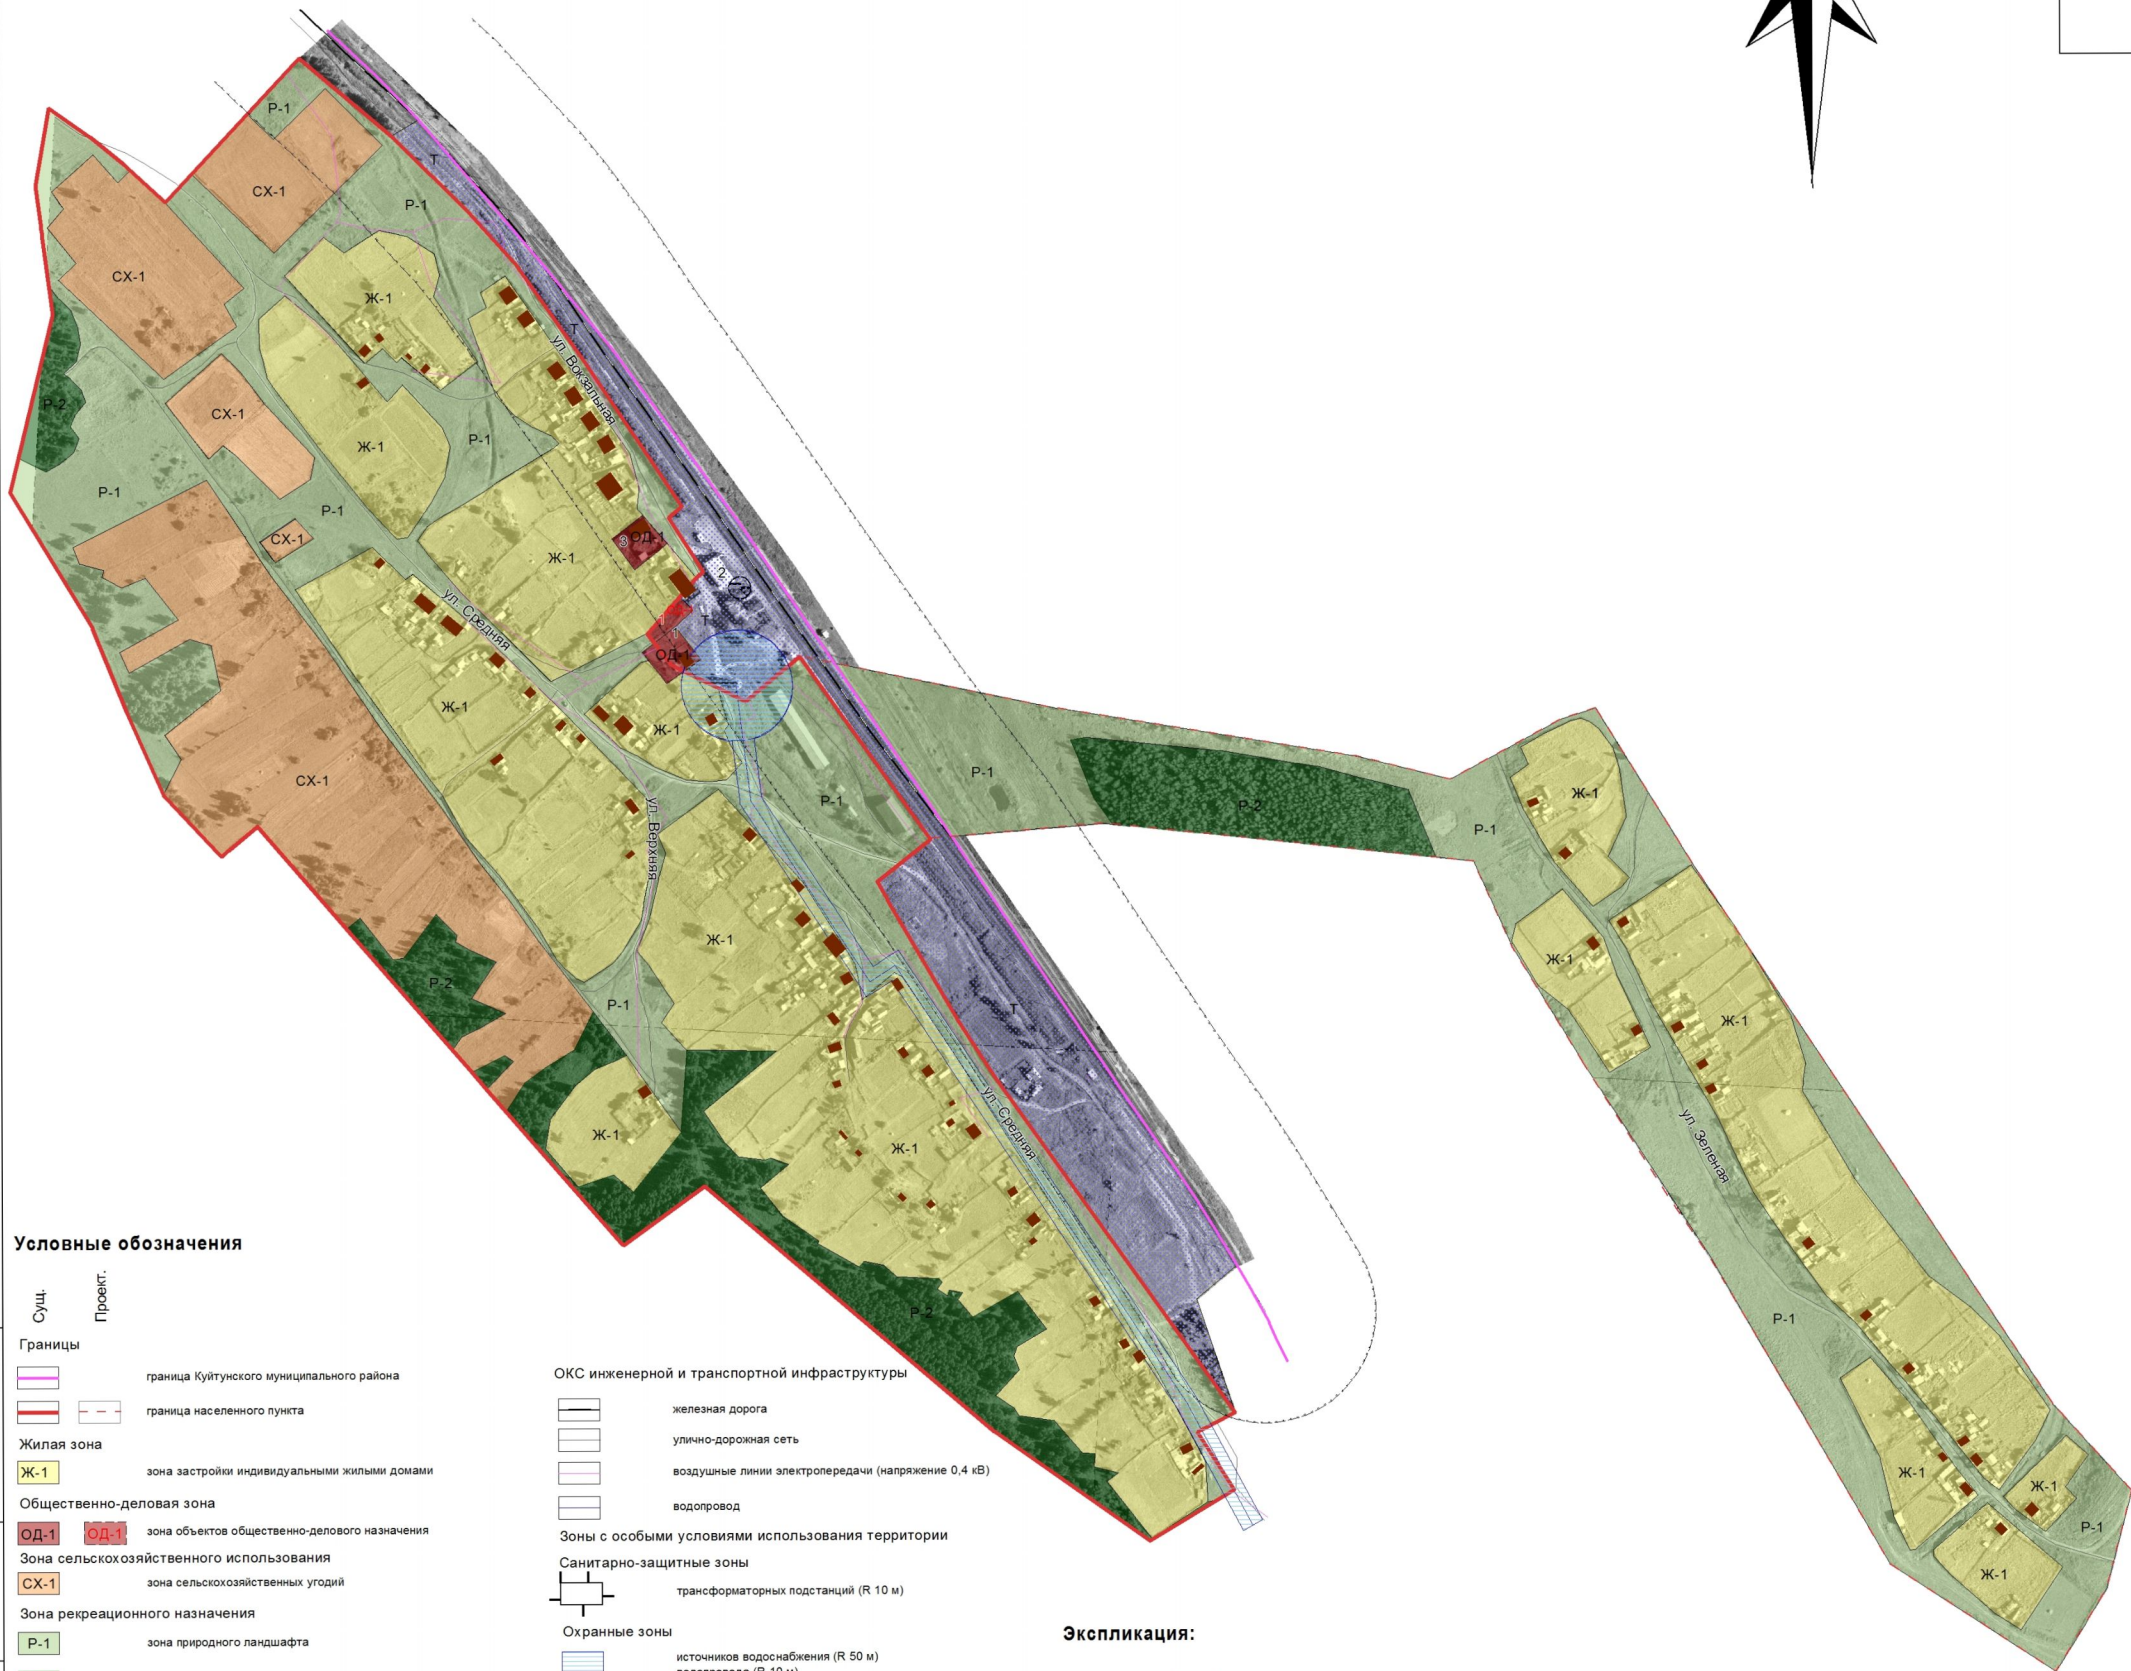 Р-1
Т
СХ-1
Р-1
СХ-1
Ж-1
Т
ул. Вокзальная
Р-2
СХ-1
Ж-1
Р-1
Р-1
Р-1
СХ-1
3
ОД-1
Ж-1
2
ул. Средняя
1
Т
1
ОД-1
Ж-1
Ж-1
СХ-1
Р-1
Р-1
Ж-1
Р-2
Р-1
ул. Верхняя
Ж-1
Ж-1
Р-2
Р-1
Т
Ж-1
ул. Средняя
Ж-1
Ж-1
ул. Зеленая
Р-2
Р-1
Ж-1
Ж-1
Р-1
Ж-1
Условные обозначения
Сущ.
Проект.
Границы
граница Куйтунского муниципального района
граница населенного пункта
Жилая зона
Ж-1 зона застройки индивидуальными жилыми домами
Общественно-деловая зона
ОД-1 ОД-1 зона объектов общественно-делового назначения
Зона сельскохозяйственного использования
СХ-1 зона сельскохозяйственных угодий
Зона рекреационного назначения
Р-1 зона природного ландшафта
ОКС инженерной и транспортной инфраструктуры
железная дорога
улично-дорожная сеть
воздушные линии электропередачи (напряжение 0,4 кВ)
водопровод
Зоны с особыми условиями использования территории
Санитарно-защитные зоны
трансформаторных подстанций (R 10 м)
Охранные зоны
источников водоснабжения (R 50 м)
водопровода (R 10 м)
Экспликация: